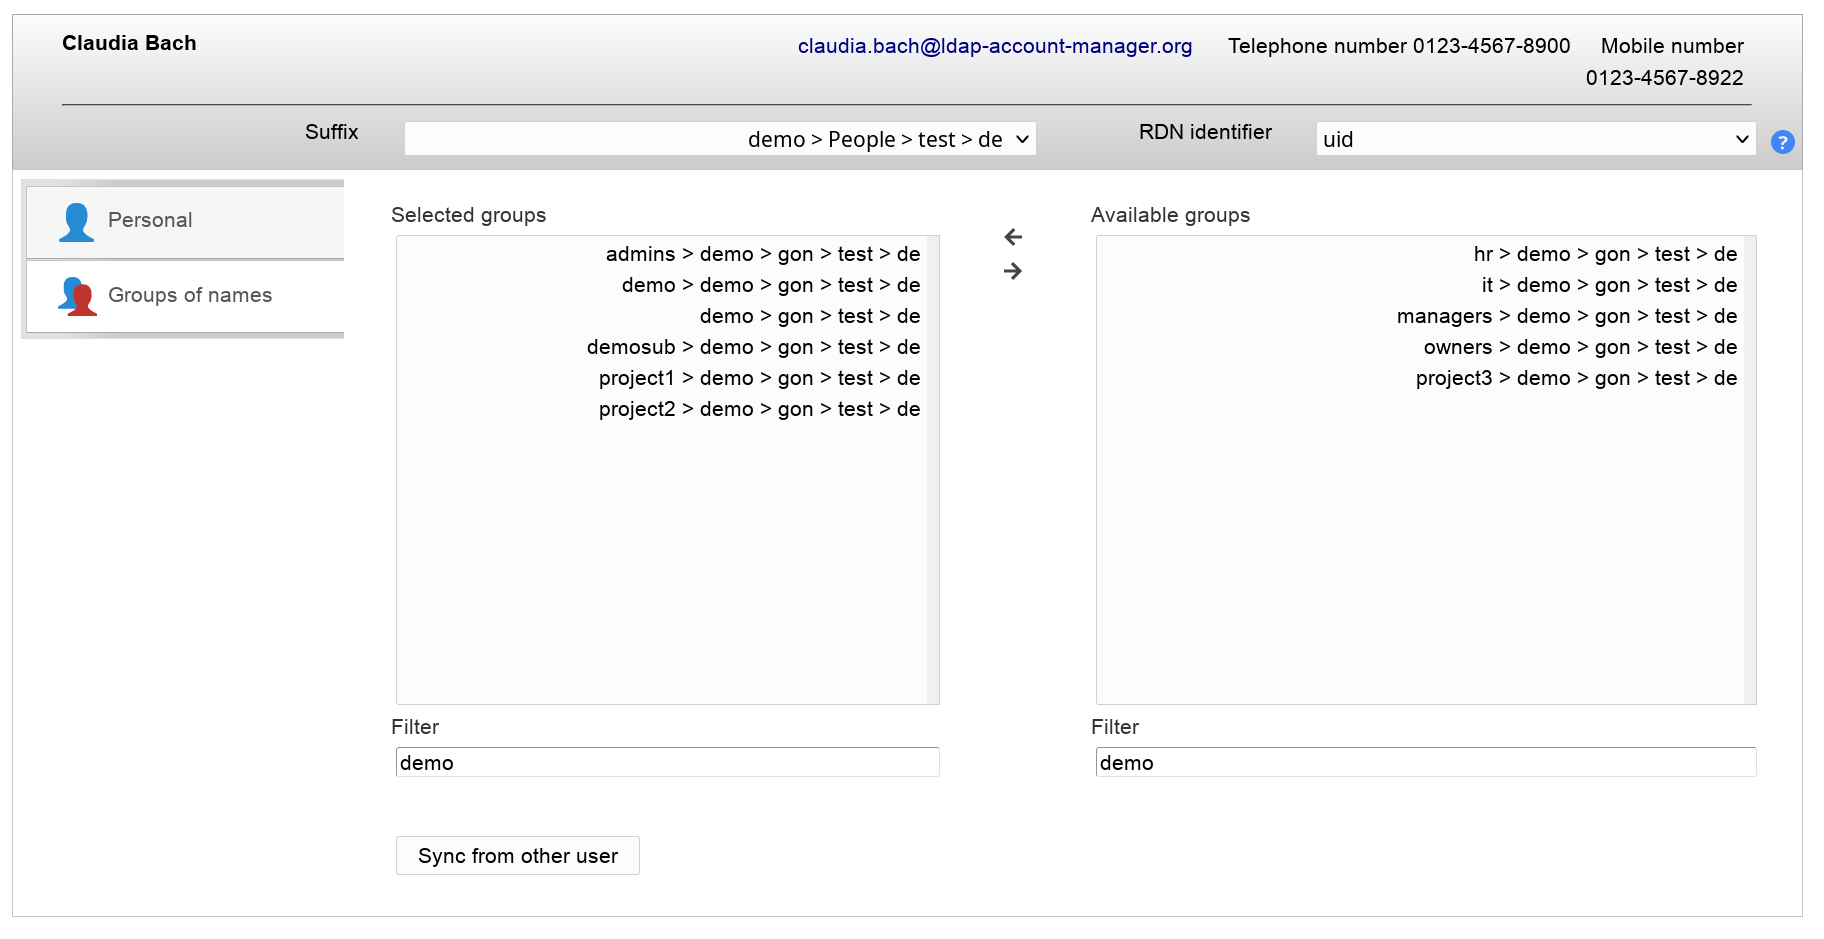 Claudia Bach
claudia.bach@ldap-account-manager.org Telephone number 0123-4567-8900 Mobile number
0123-4567-8922
Suffix demo > People > test > de RDN identifier uid ?
Personal
Groups of names
Selected groups
admins > demo > gon > test > de
demo > demo > gon > test > de
demo > gon > test > de
demosub > demo > gon > test > de
project1 > demo > gon > test > de
project2 > demo > gon > test > de
Filter
demo
Sync from other user
Available groups
hr > demo > gon > test > de
it > demo > gon > test > de
managers > demo > gon > test > de
owners > demo > gon > test > de
project3 > demo > gon > test > de
Filter
demo